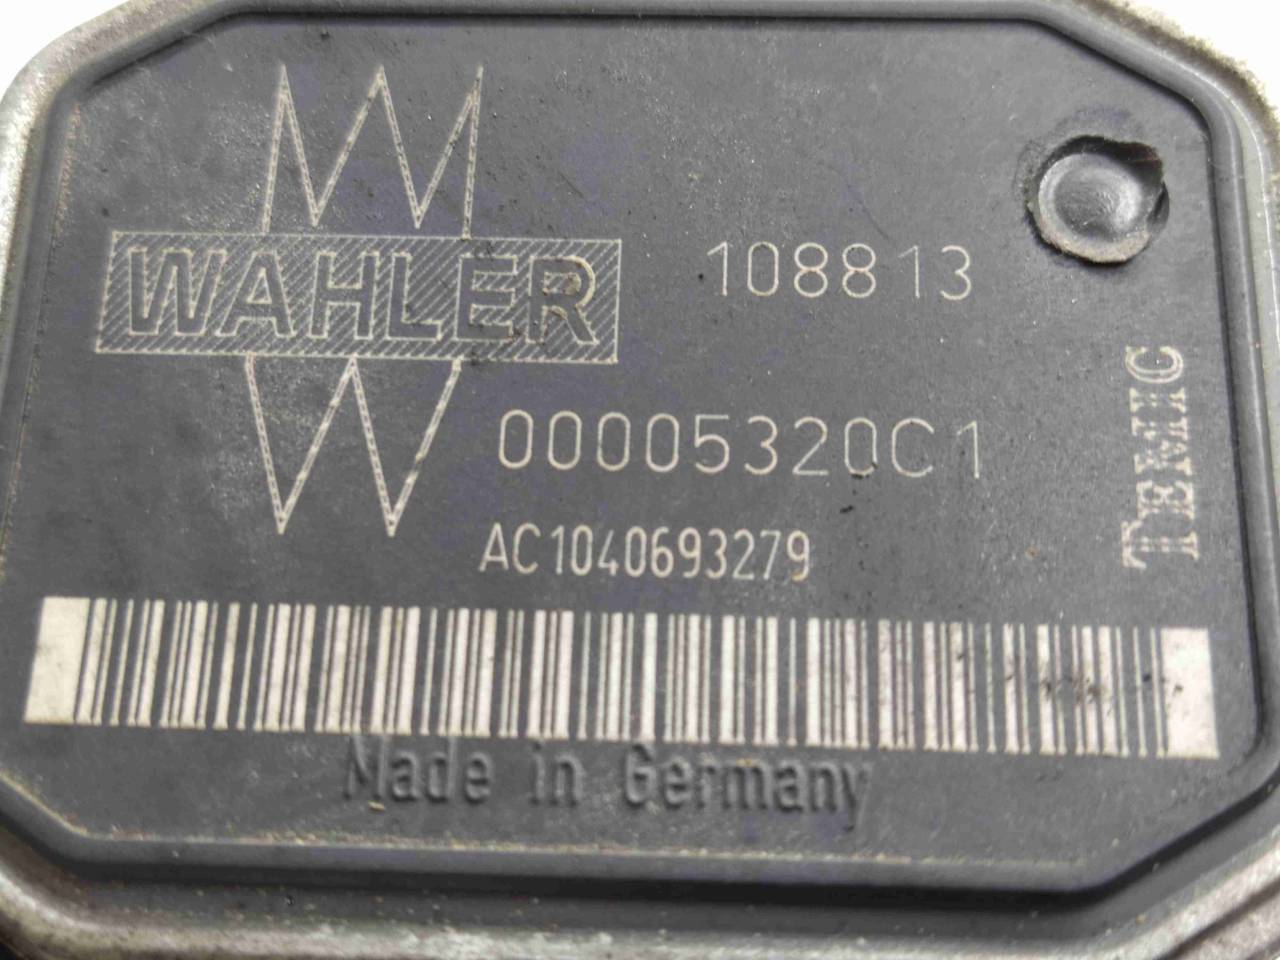 WAHLER
108813
00005320C1
AC1040693279
TEMIC
Made in Germany